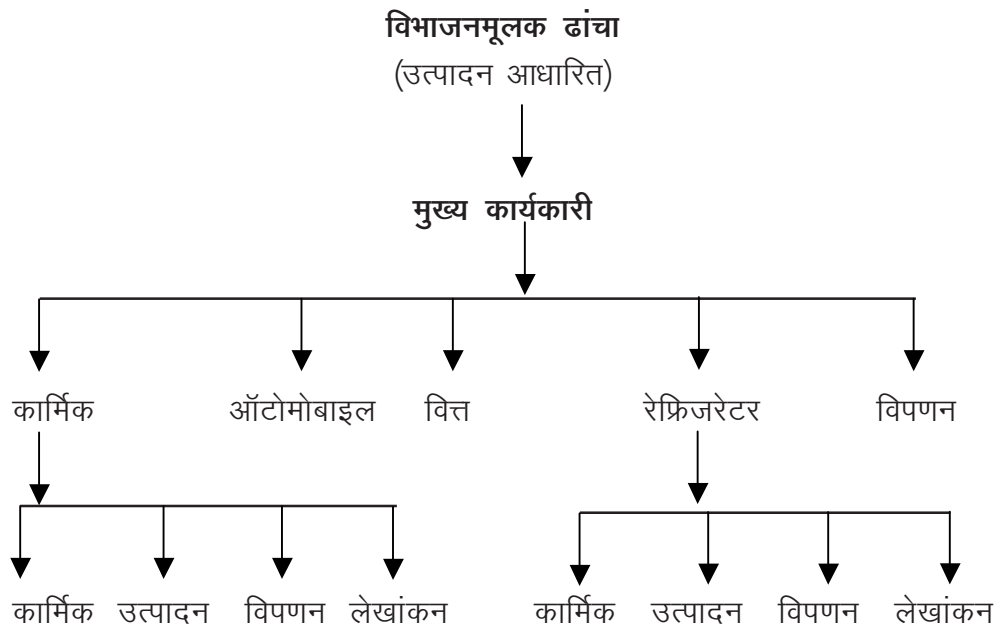 विभाजनमूलक ढांचा
(उत्पादन आधारित)
मुख्य कार्यकारी
कार्मिक ऑटोमोबाइल वित्त रेफ्रिजरेटर विपणन
कार्मिक उत्पादन विपणन लेखांकन कार्मिक उत्पादन विपणन लेखांकन